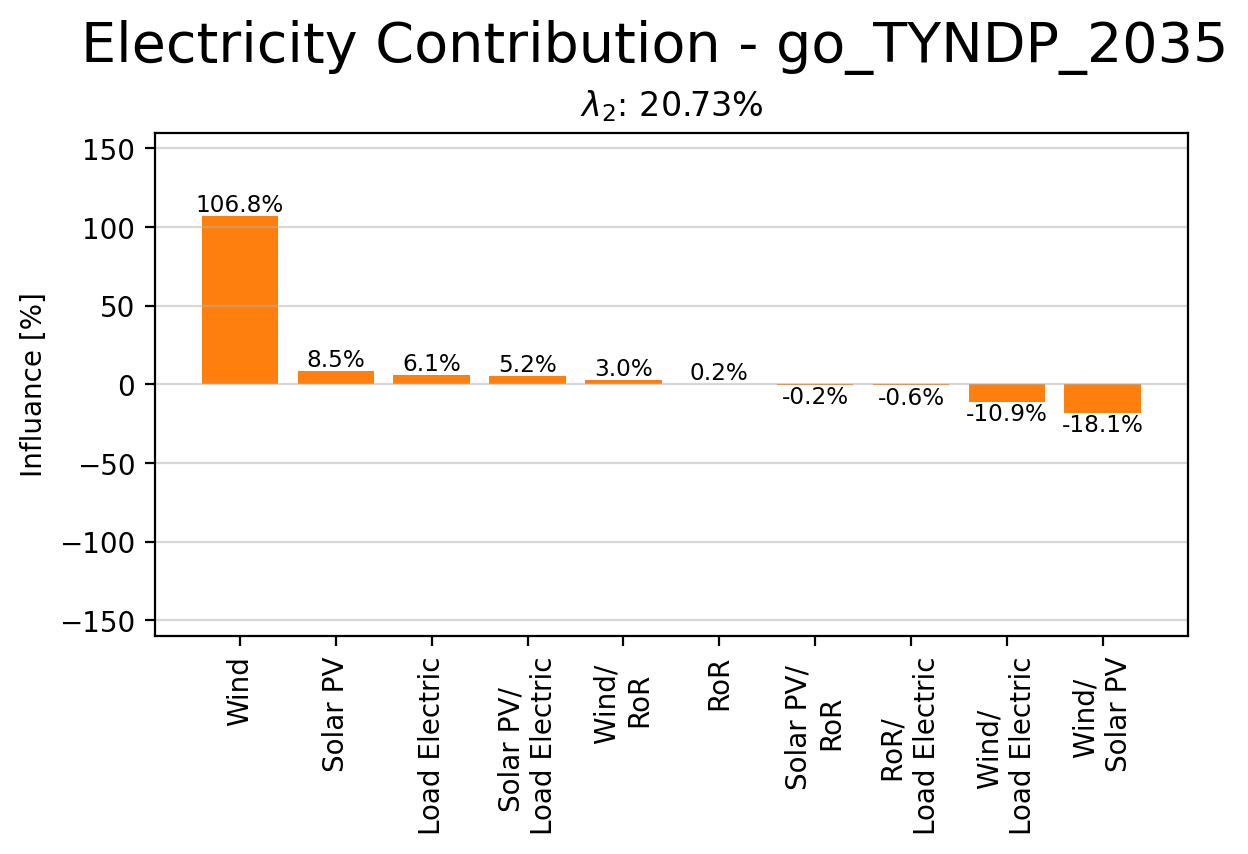 Electricity Contribution - go_TYNDP_2035
λ₂: 20.73%
Influance [%]
150
100
50
0
−50
−100
−150
106.8%
8.5%
6.1%
5.2%
3.0%
0.2%
-0.2%
-0.6%
-10.9%
-18.1%
Wind
Solar PV
Load Electric
Solar PV/
Load Electric
Wind/
RoR
RoR
Solar PV/
RoR
RoR/
Load Electric
Wind/
Load Electric
Wind/
Solar PV